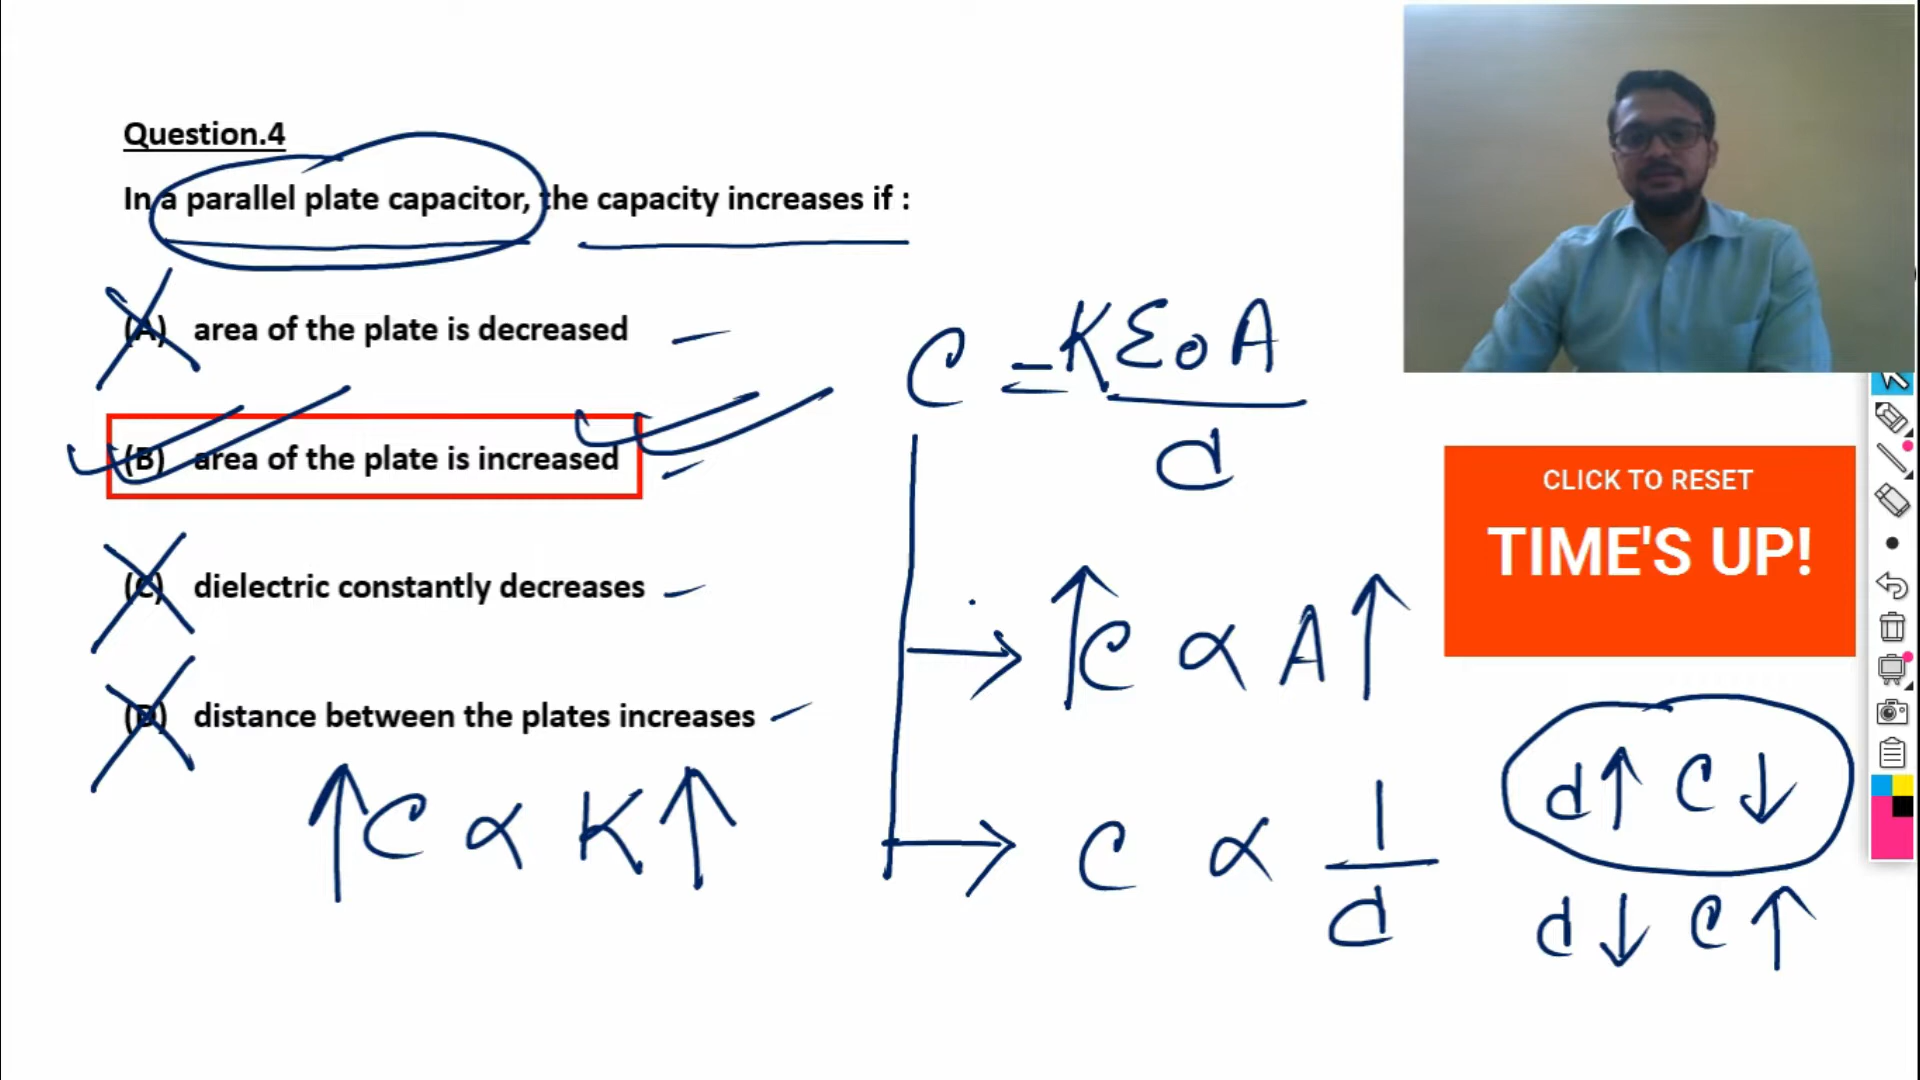 Question.4
In a parallel plate capacitor, the capacity increases if :
(A) area of the plate is decreased
(B) area of the plate is increased
(C) dielectric constantly decreases
(D) distance between the plates increases
↑C ∝ K↑
C = Kε₀A
d
↑C ∝ A↑
C ∝ 1
d
CLICK TO RESET
TIME'S UP!
d↑ C↓
d↓ C↑